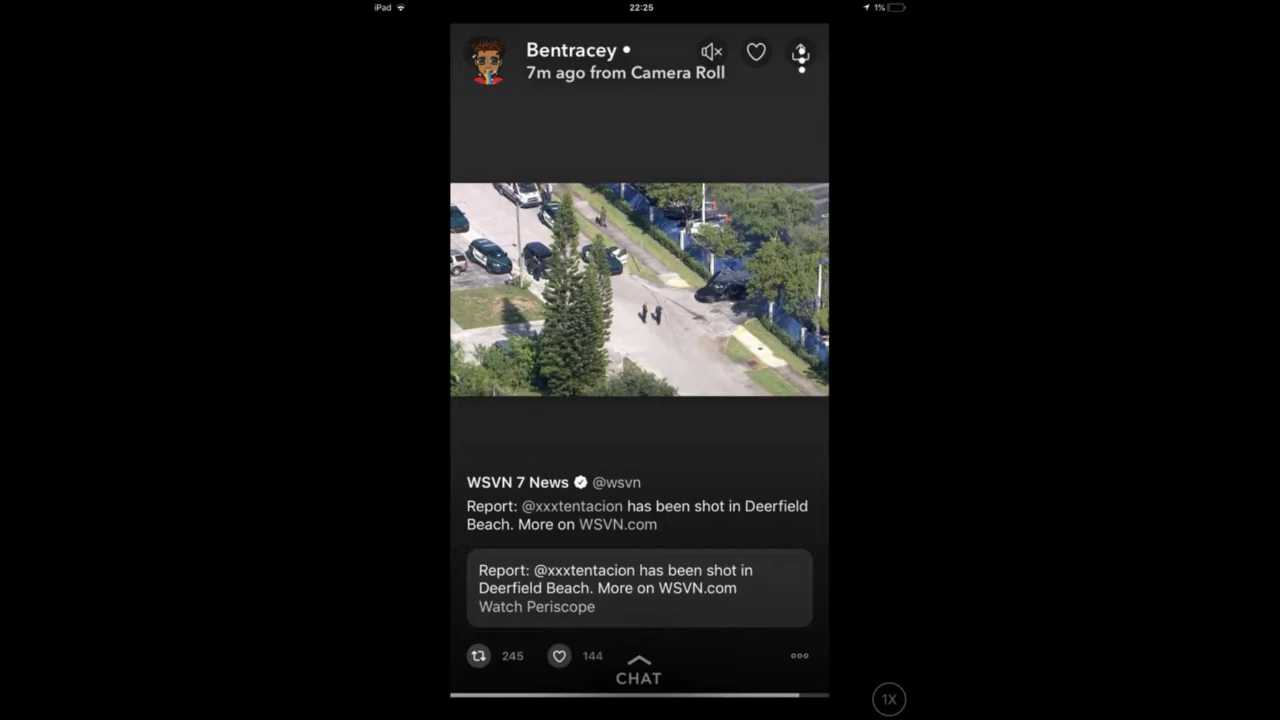 iPad 22:25 1%
Bentracey •
7m ago from Camera Roll
WSVN 7 News @wsvn
Report: @xxxtentacion has been shot in Deerfield
Beach. More on WSVN.com
Report: @xxxtentacion has been shot in
Deerfield Beach. More on WSVN.com
Watch Periscope
245 144
CHAT
1X